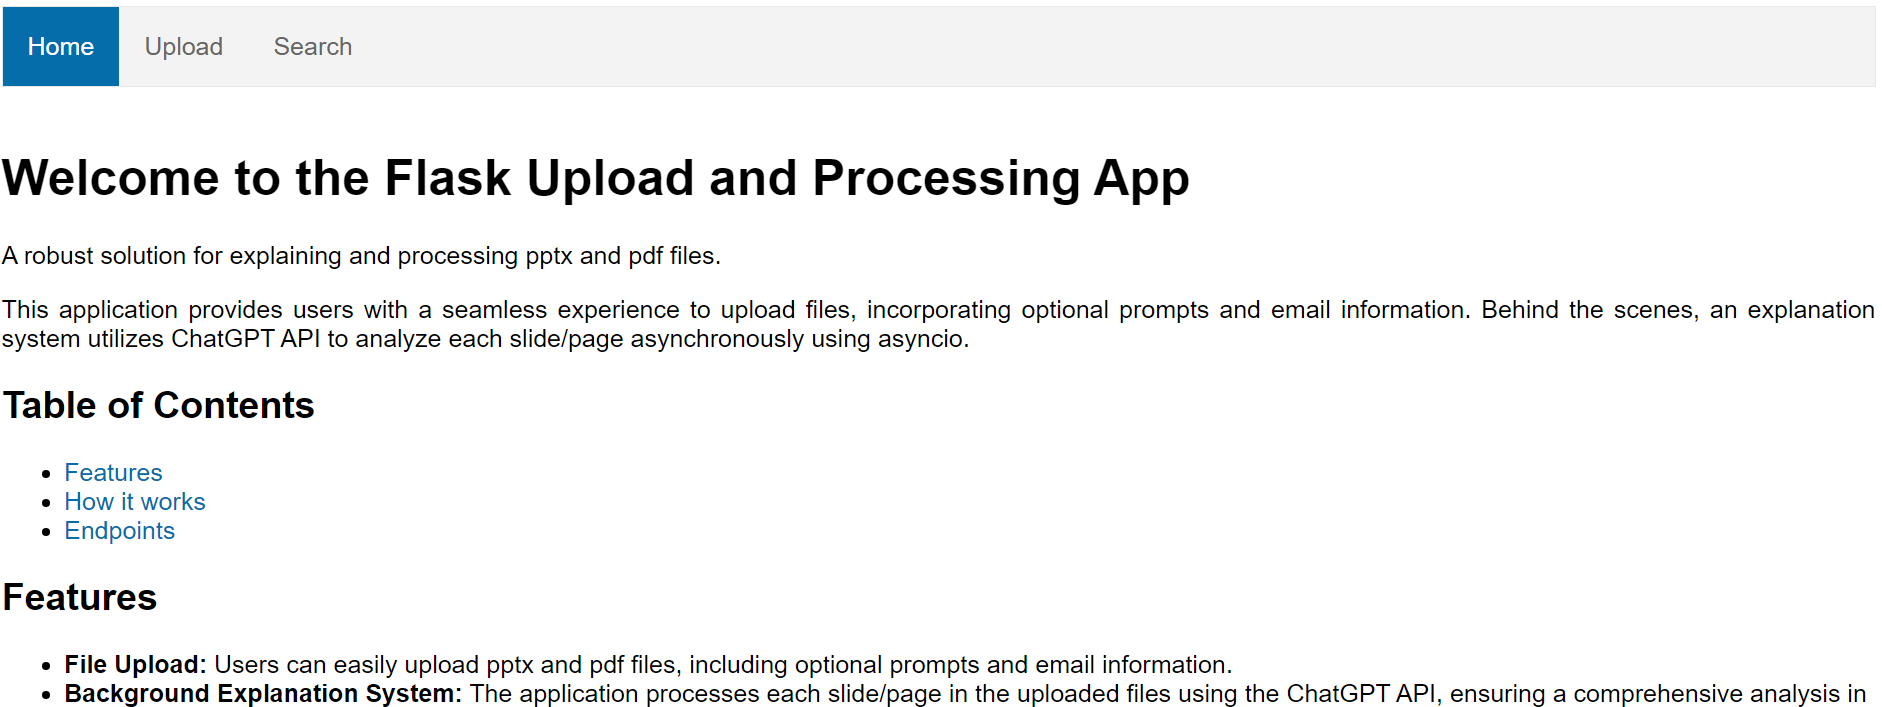 Home Upload Search
Welcome to the Flask Upload and Processing App
A robust solution for explaining and processing pptx and pdf files.
This application provides users with a seamless experience to upload files, incorporating optional prompts and email information. Behind the scenes, an explanation
system utilizes ChatGPT API to analyze each slide/page asynchronously using asyncio.
Table of Contents
Features
How it works
Endpoints
Features
File Upload: Users can easily upload pptx and pdf files, including optional prompts and email information.
Background Explanation System: The application processes each slide/page in the uploaded files using the ChatGPT API, ensuring a comprehensive analysis in